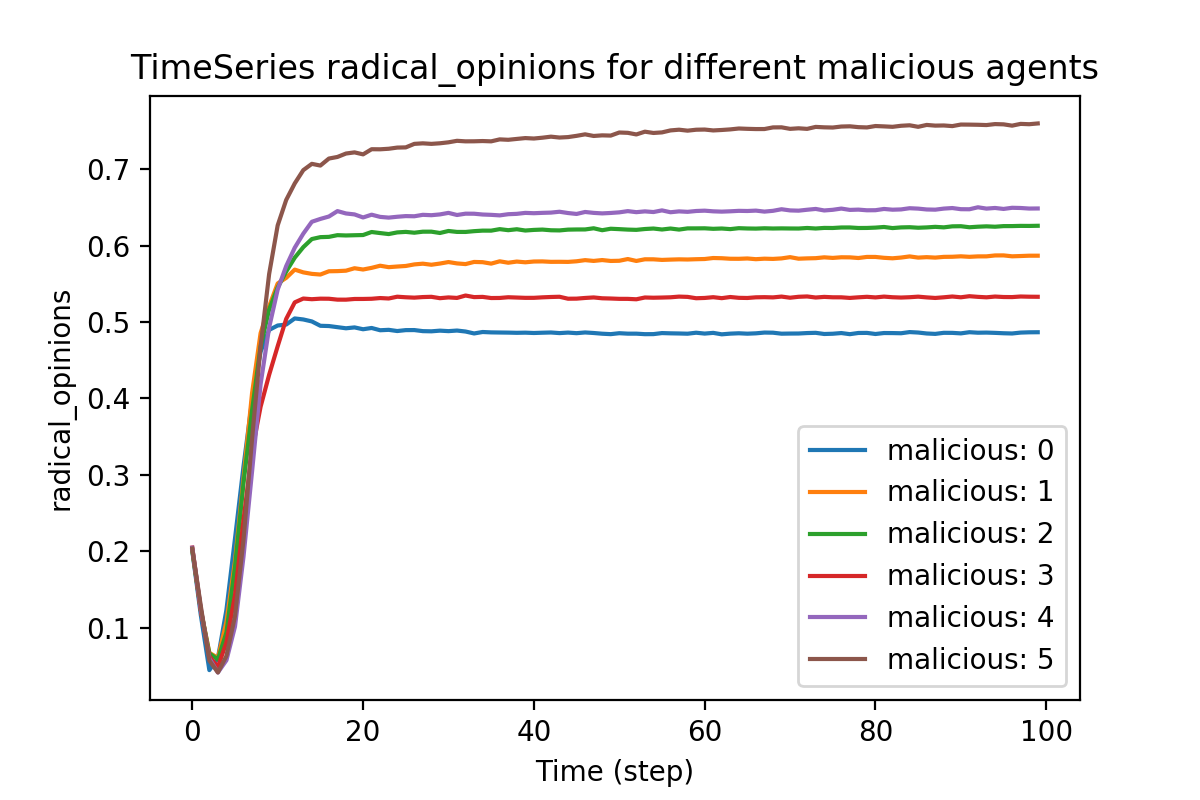 TimeSeries radical_opinions for different malicious agents
radical_opinions
0.7
0.6
0.5
0.4
0.3
0.2
0.1
malicious: 0
malicious: 1
malicious: 2
malicious: 3
malicious: 4
malicious: 5
0 20 40 60 80 100
Time (step)